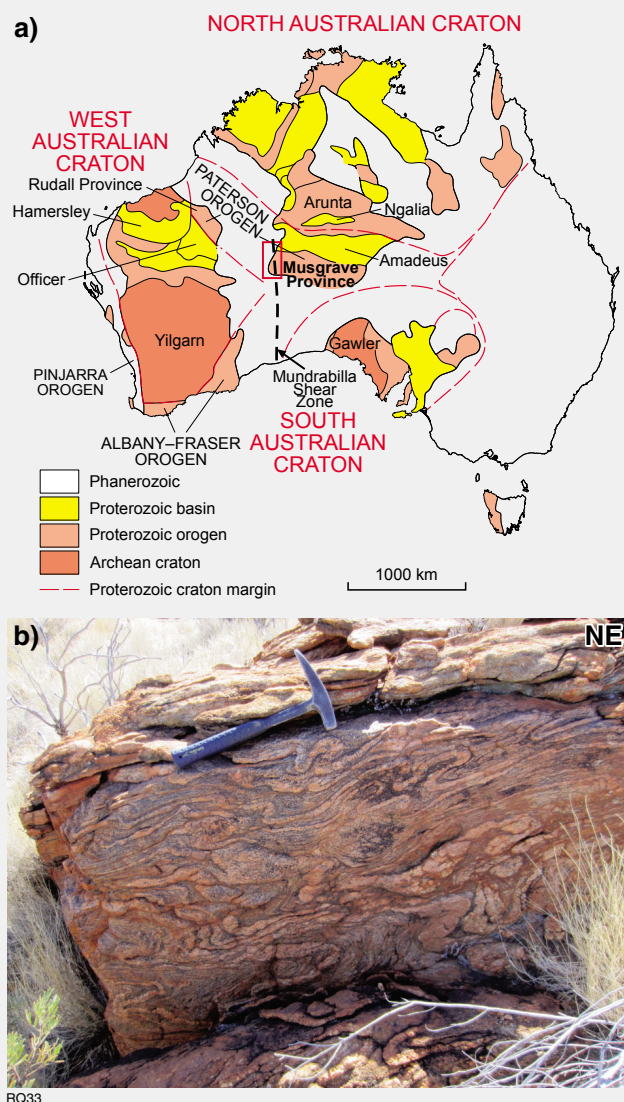 a)
NORTH AUSTRALIAN CRATON
WEST
AUSTRALIAN
CRATON
Rudall Province
Hamersley
Officer
PATERSON
OROGEN
Arunta
Ngalia
Amadeus
Musgrave
Province
Yilgarn
Gawler
PINJARRA
OROGEN
Mundrabilla
Shear
Zone
ALBANY–FRASER
OROGEN
SOUTH
AUSTRALIAN
CRATON
Phanerozoic
Proterozoic basin
Proterozoic orogen
Archean craton
Proterozoic craton margin
1000 km
b)
NE
RQ33